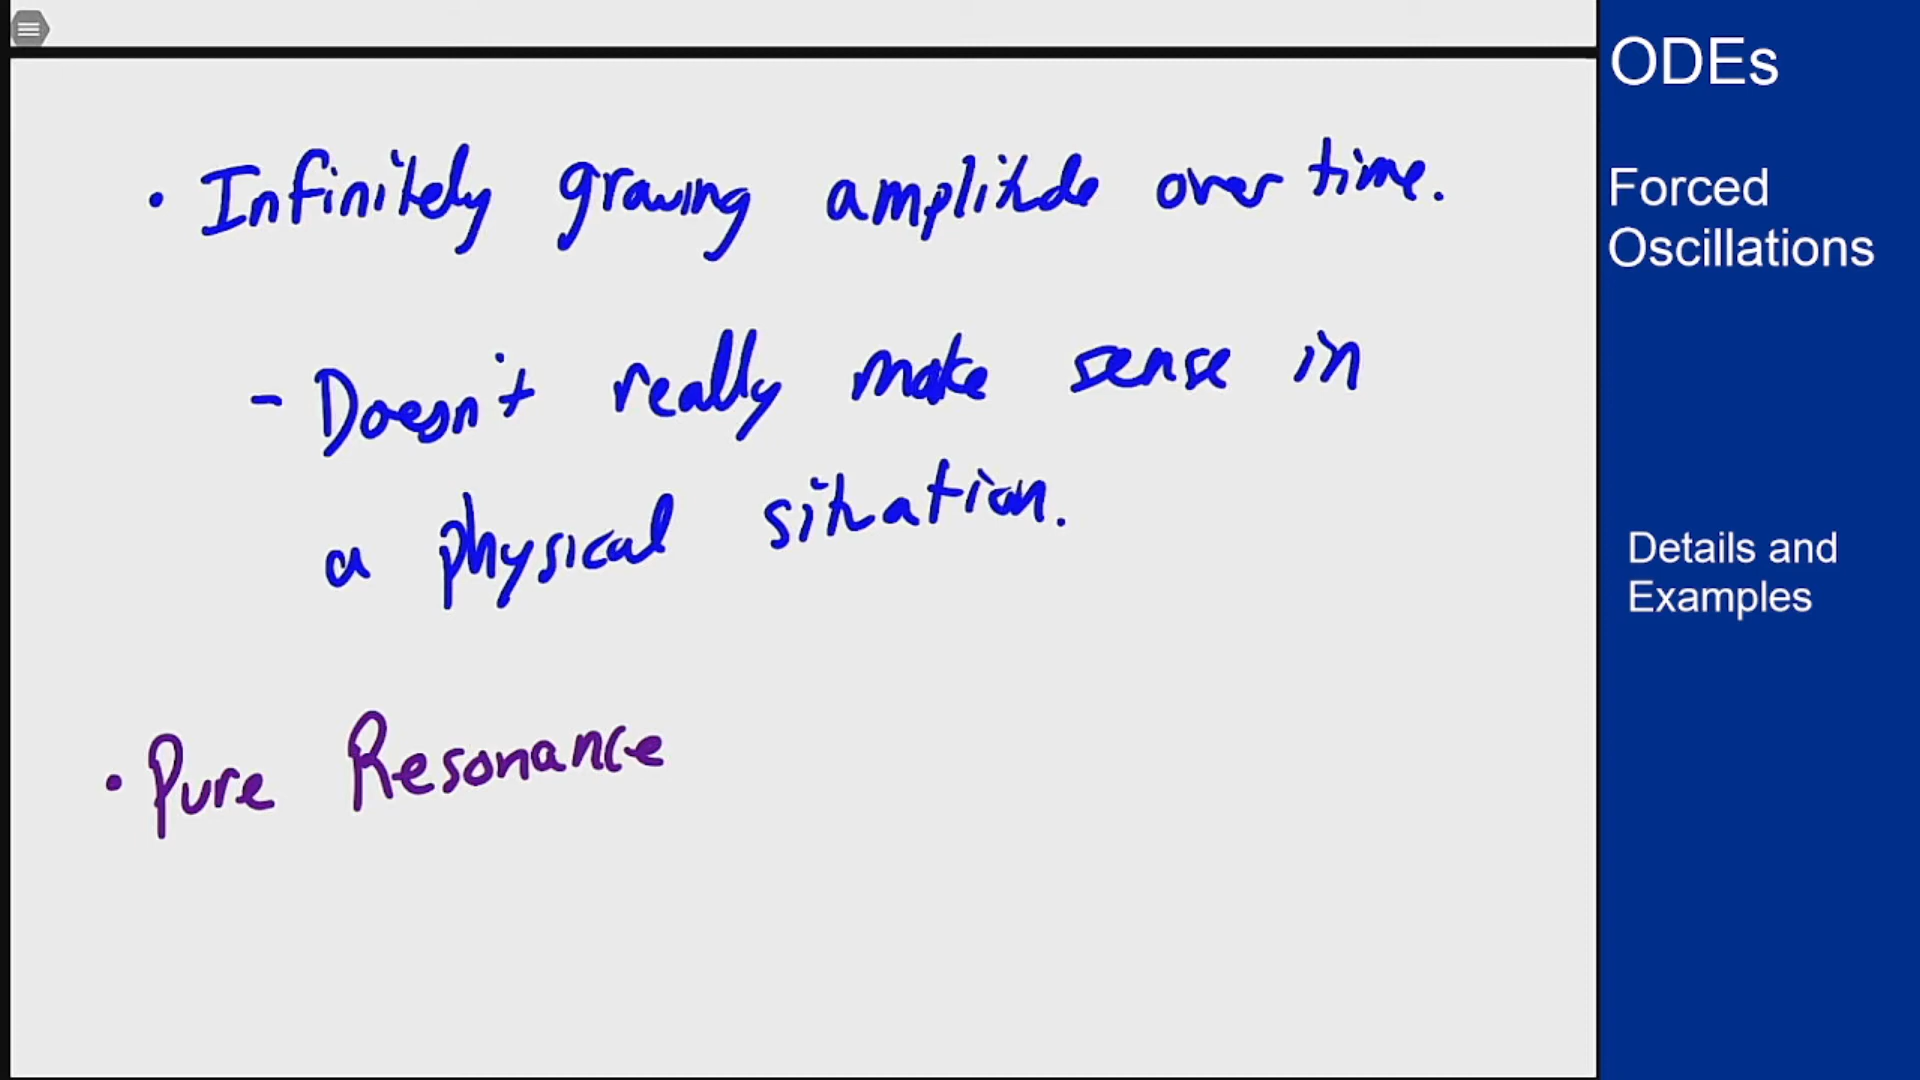 • Infinitely growing amplitude over time.
- Doesn't really make sense in
a physical situation.
• Pure Resonance
ODEs
Forced
Oscillations
Details and
Examples